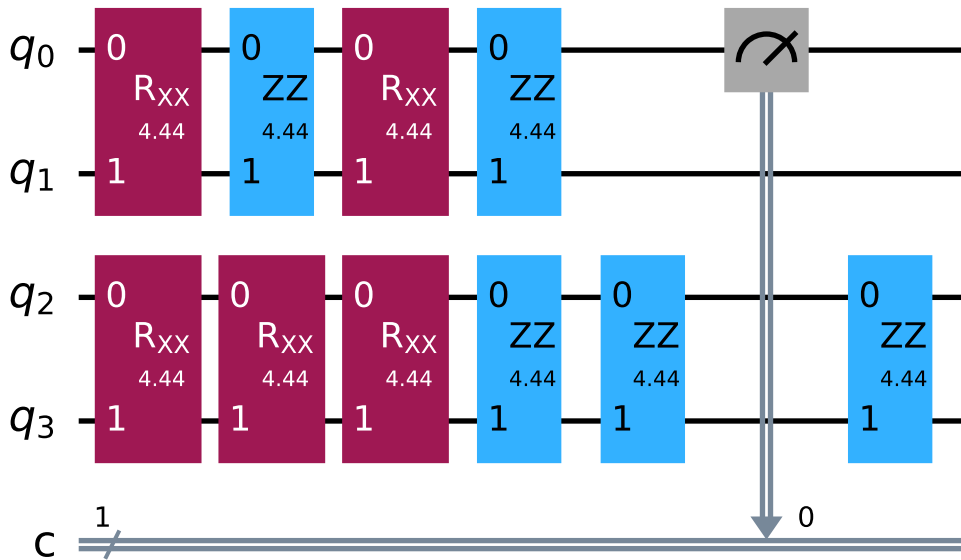 q0 0 0 0 0
RXX ZZ RXX ZZ
4.44 4.44 4.44 4.44
q1 1 1 1 1
q2 0 0 0 0 0 0
RXX RXX RXX ZZ ZZ ZZ
4.44 4.44 4.44 4.44 4.44 4.44
q3 1 1 1 1 1 1
1 0
c